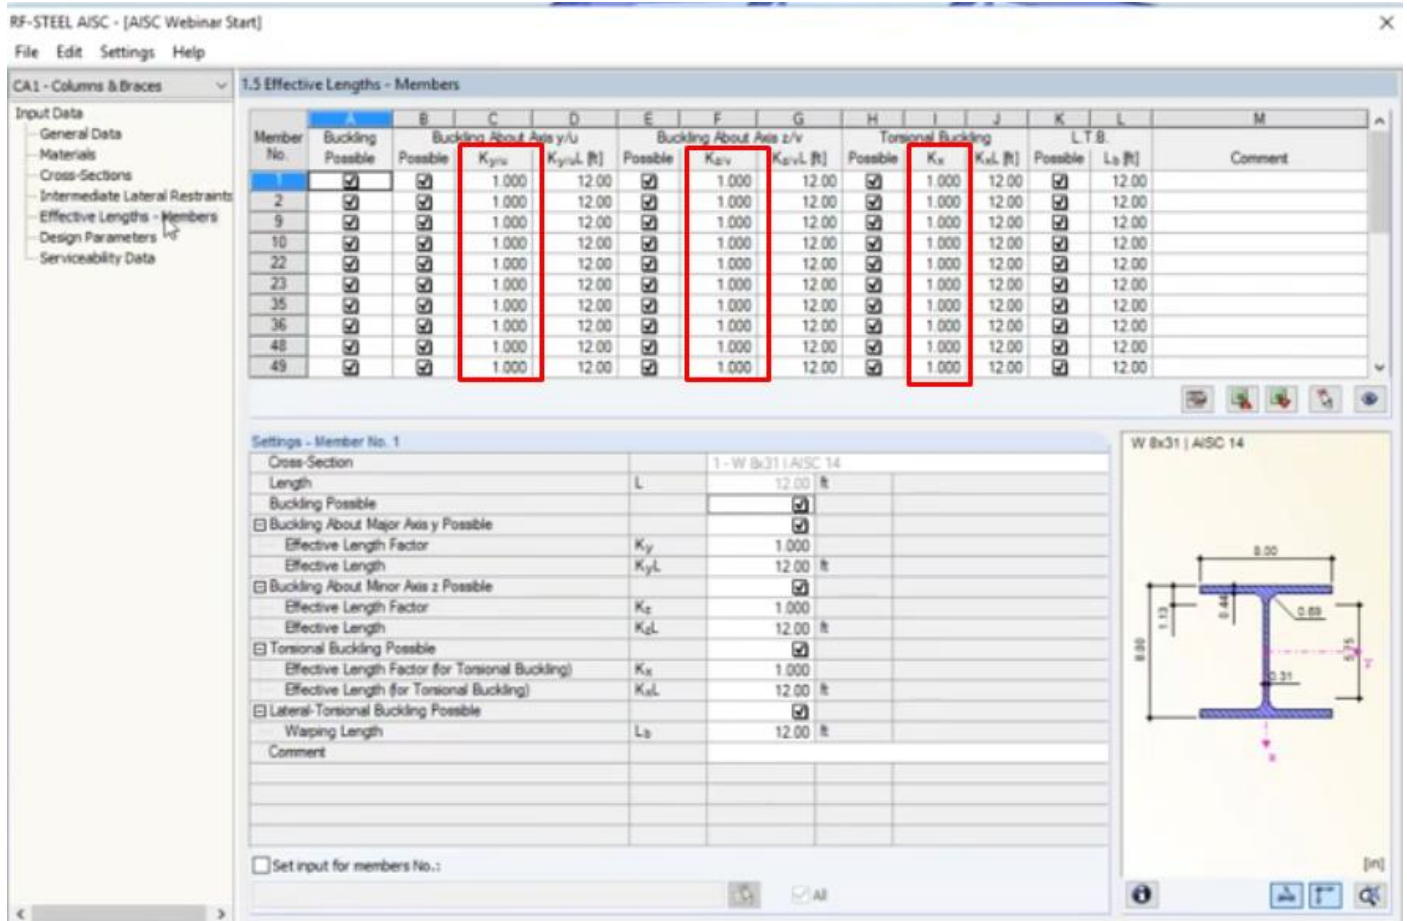 RF-STEEL AISC - [AISC Webinar Start]
File Edit Settings Help
CA1 - Columns & Braces
1.5 Effective Lengths - Members
Input Data
General Data
Materials
Cross-Sections
Intermediate Lateral Restraints
Effective Lengths - Members
Design Parameters
Serviceability Data
A B C D E F G H I J K L M
Member Buckling Buckling About Axis y/u Buckling About Axis z/v Torsional Buckling L.T.B.
No. Possible Possible Ky/u Ky/uL [ft] Possible Kz/v Kz/vL [ft] Possible Kx KxL [ft] Possible Lb [ft] Comment
1 1.000 12.00 1.000 12.00 1.000 12.00 12.00
2 1.000 12.00 1.000 12.00 1.000 12.00 12.00
9 1.000 12.00 1.000 12.00 1.000 12.00 12.00
10 1.000 12.00 1.000 12.00 1.000 12.00 12.00
22 1.000 12.00 1.000 12.00 1.000 12.00 12.00
23 1.000 12.00 1.000 12.00 1.000 12.00 12.00
35 1.000 12.00 1.000 12.00 1.000 12.00 12.00
36 1.000 12.00 1.000 12.00 1.000 12.00 12.00
48 1.000 12.00 1.000 12.00 1.000 12.00 12.00
49 1.000 12.00 1.000 12.00 1.000 12.00 12.00
Settings - Member No. 1
Cross-Section 1 - W 8x31 | AISC 14
Length L 12.00 ft
Buckling Possible
Buckling About Major Axis y Possible
Effective Length Factor Ky 1.000
Effective Length KyL 12.00 ft
Buckling About Minor Axis z Possible
Effective Length Factor Kz 1.000
Effective Length KzL 12.00 ft
Torsional Buckling Possible
Effective Length Factor (for Torsional Buckling) Kx 1.000
Effective Length (for Torsional Buckling) KxL 12.00 ft
Lateral-Torsional Buckling Possible
Warping Length Lb 12.00 ft
Comment
Set input for members No.:
All
W 8x31 | AISC 14
8.00
1.13
0.44
0.69
8.00
5.75
0.31
y
z
[in]